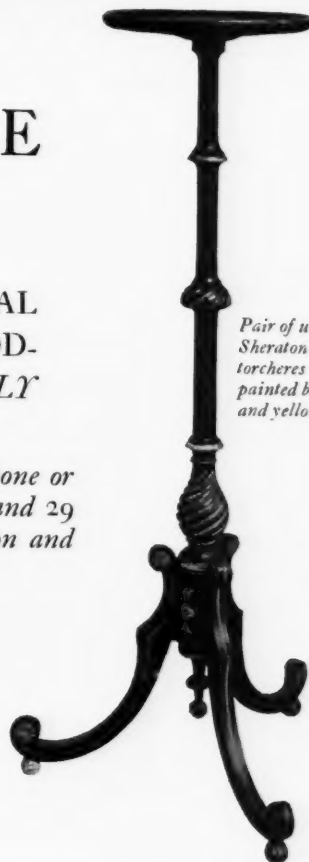 E
AL
OD-
LY
one or
and 29
on and
Pair of u
Sheraton
torcheres
painted b
and yello